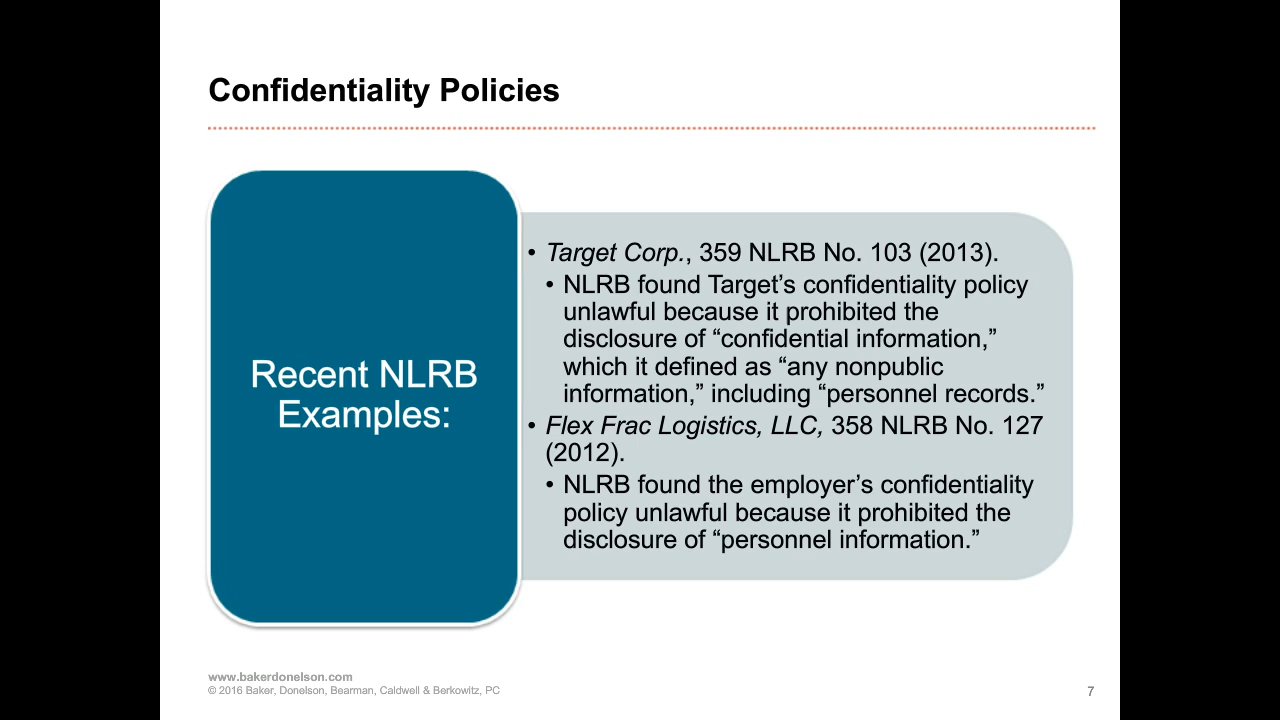 Confidentiality Policies
Recent NLRB
Examples:
• Target Corp., 359 NLRB No. 103 (2013).
• NLRB found Target’s confidentiality policy
unlawful because it prohibited the
disclosure of “confidential information,”
which it defined as “any nonpublic
information,” including “personnel records.”
• Flex Frac Logistics, LLC, 358 NLRB No. 127
(2012).
• NLRB found the employer’s confidentiality
policy unlawful because it prohibited the
disclosure of “personnel information.”
www.bakerdonelson.com
© 2016 Baker, Donelson, Bearman, Caldwell & Berkowitz, PC
7